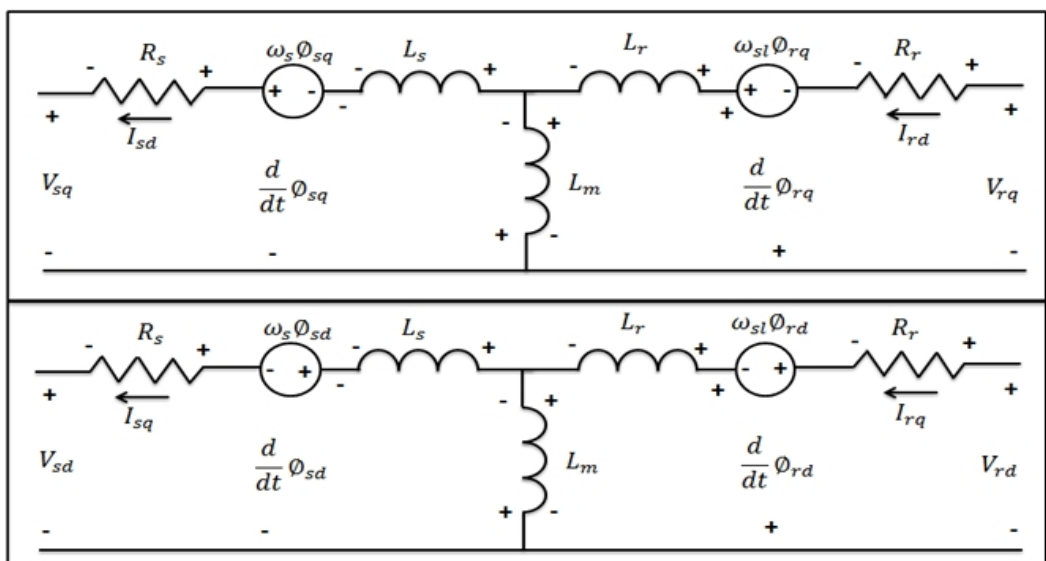 R_s ω_s Ø_sq L_s L_r ω_sl Ø_rq R_r
- + + - - + - + + - - +
+ I_sd - - + + I_rd +
V_sq d/dt Ø_sq L_m d/dt Ø_rq V_rq
- - + - + -
R_s ω_s Ø_sd L_s L_r ω_sl Ø_rd R_r
- + - + - + - + - + - +
+ I_sq - - + + I_rq +
V_sd d/dt Ø_sd L_m d/dt Ø_rd V_rd
- - + - + -